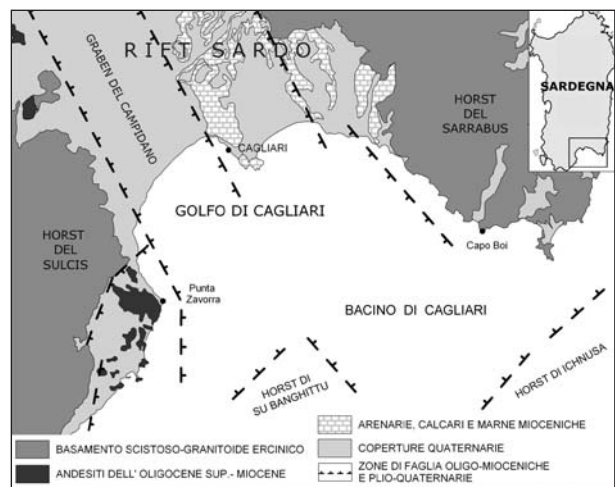 RIFT SARDO
GRABEN DEL CAMPIDANO
HORST
DEL
SARRABUS
SARDEGNA
CAGLIARI
GOLFO DI CAGLIARI
HORST
DEL
SULCIS
Capo Boi
Punta
Zavorra
BACINO DI CAGLIARI
HORST DI
SU BANGHITTU
HORST DI ICHNUSA
ARENARIE, CALCARI E MARNE MIOCENICHE
BASAMENTO SCISTOSO-GRANITOIDE ERCINICO
COPERTURE QUATERNARIE
ANDESITI DELL' OLIGOCENE SUP.- MIOCENE
ZONE DI FAGLIA OLIGO-MIOCENICHE
E PLIO-QUATERNARIE